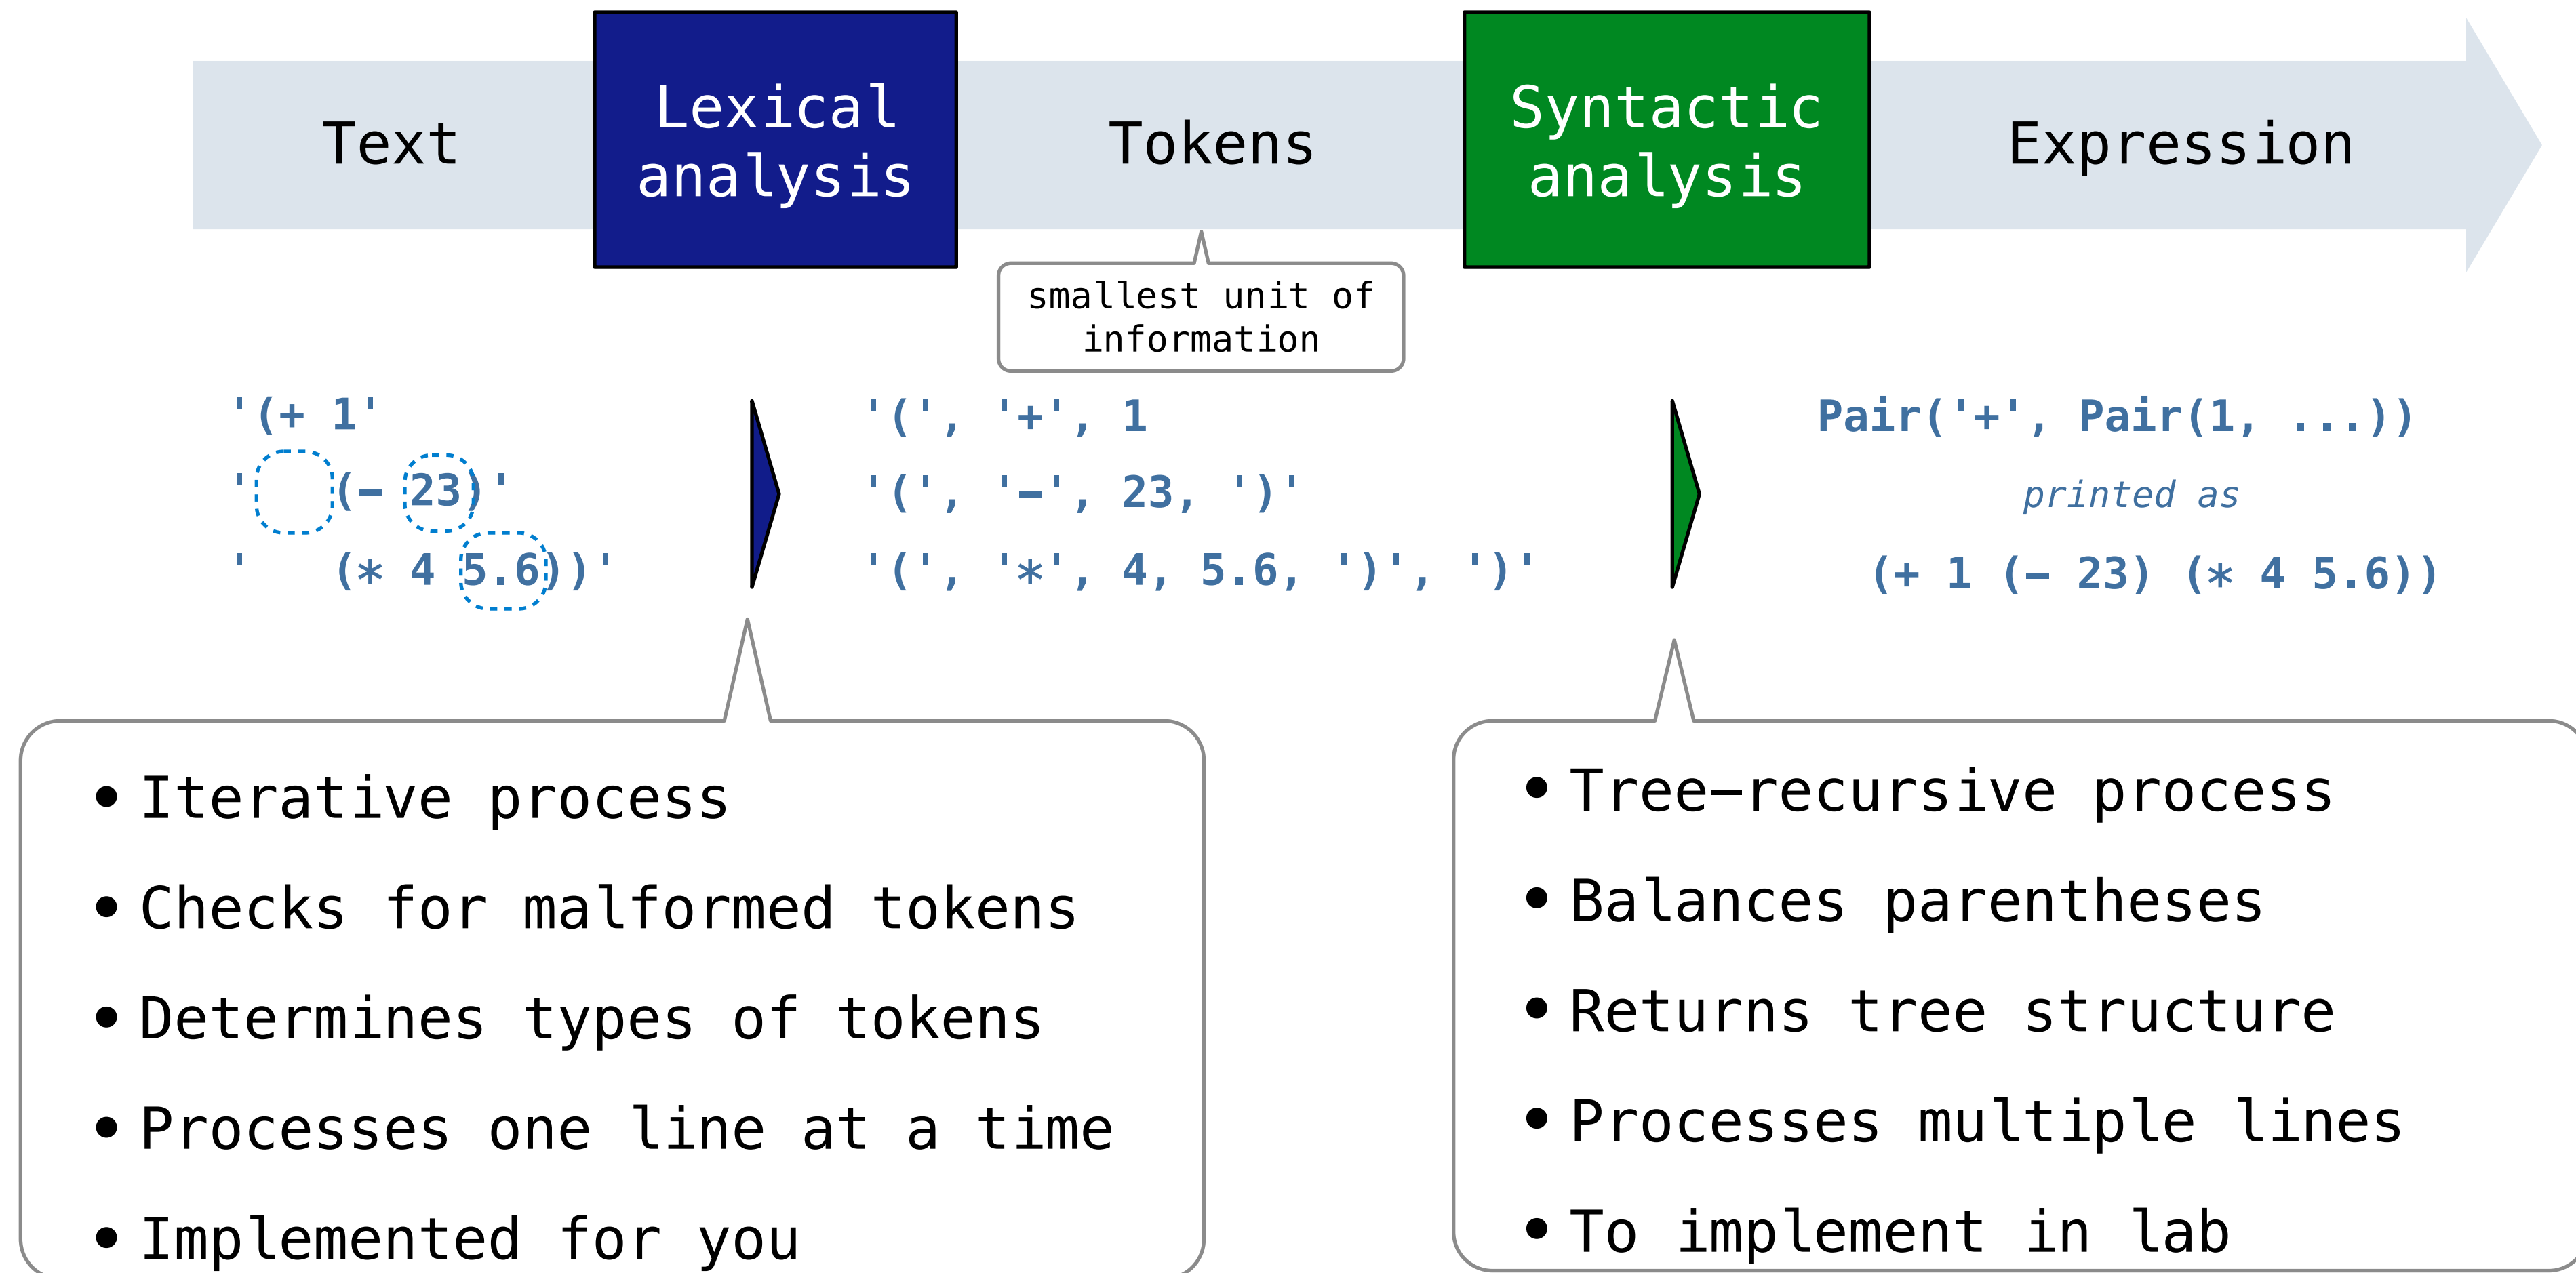 Text
Lexical
analysis
Tokens
Syntactic
analysis
Expression
smallest unit of
information
'(+ 1'
'   (- 23)'
'   (* 4 5.6))'
'(', '+', 1
'(', '-', 23, ')'
'(', '*', 4, 5.6, ')', ')'
Pair('+', Pair(1, ...))
printed as
(+ 1 (- 23) (* 4 5.6))
• Iterative process
• Checks for malformed tokens
• Determines types of tokens
• Processes one line at a time
• Implemented for you
• Tree-recursive process
• Balances parentheses
• Returns tree structure
• Processes multiple lines
• To implement in lab